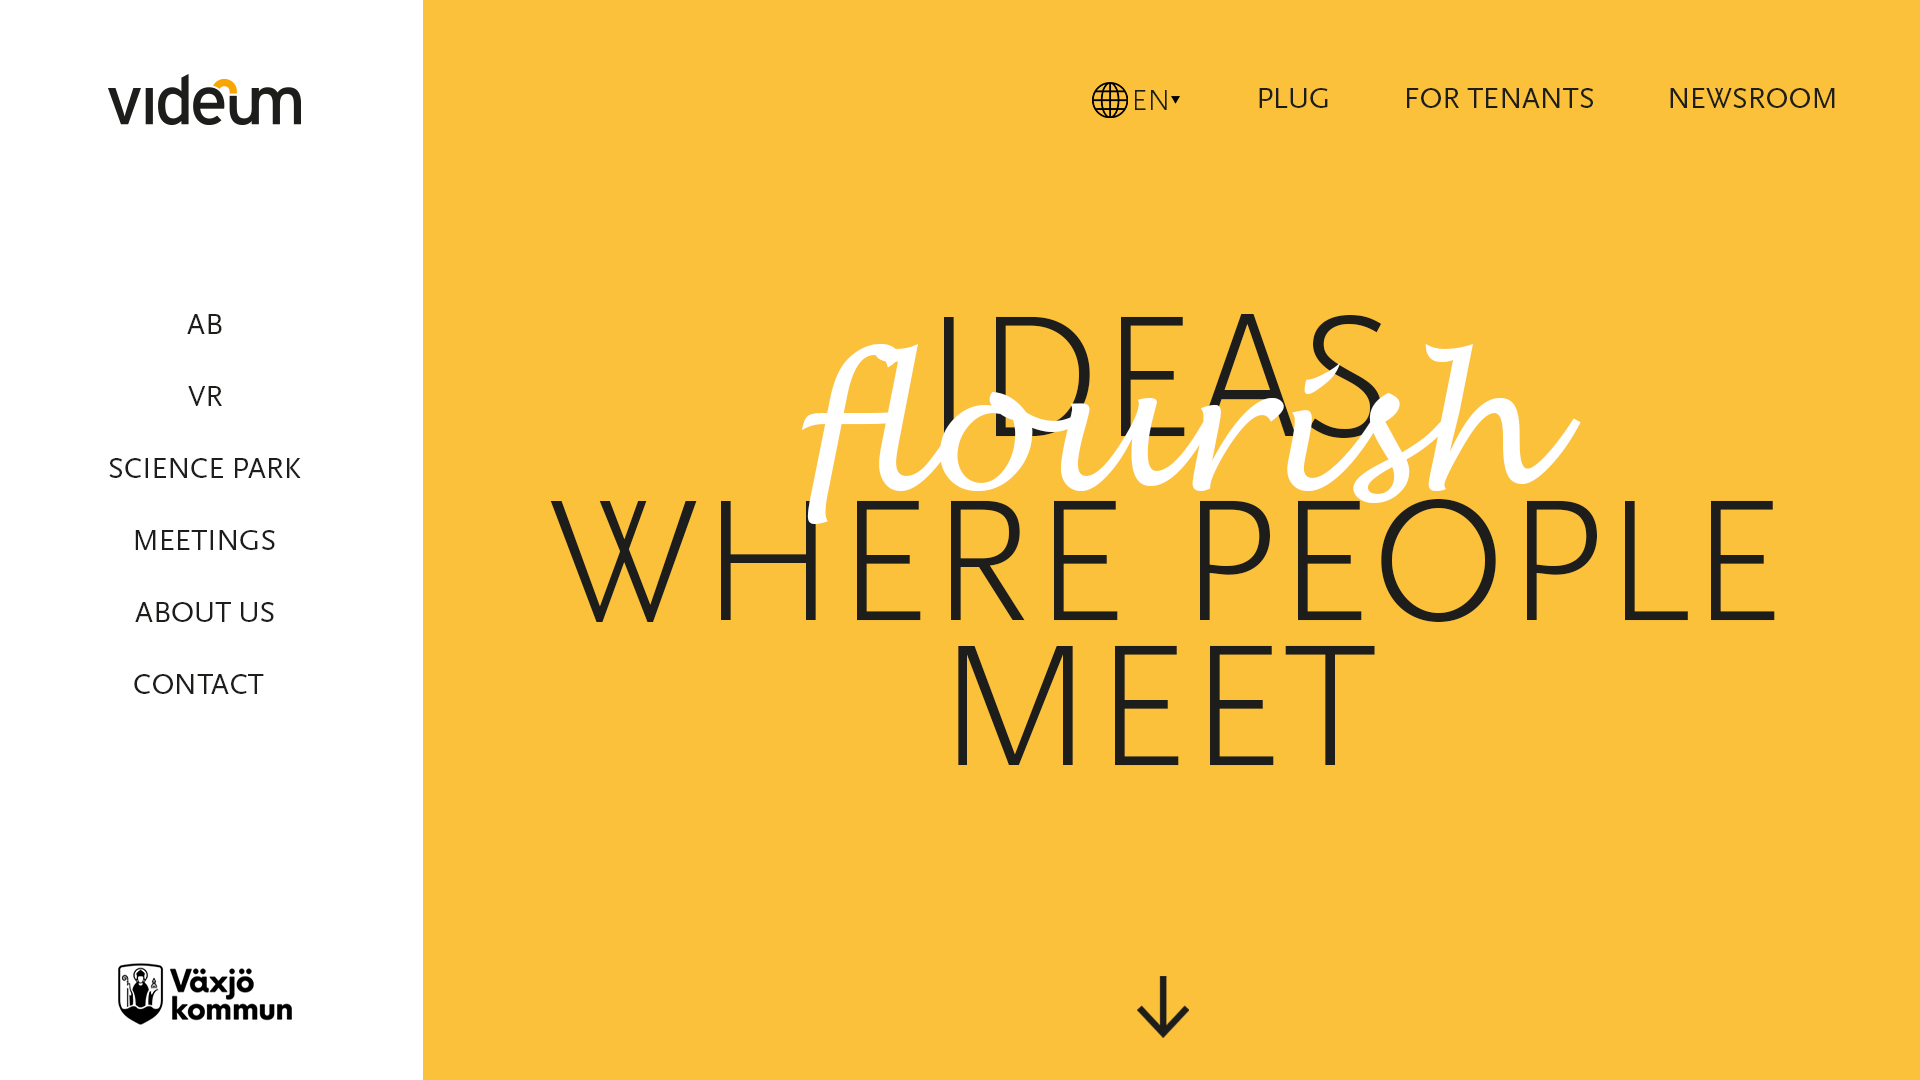 videum
EN
PLUG
FOR TENANTS
NEWSROOM
AB
VR
SCIENCE PARK
MEETINGS
ABOUT US
CONTACT
IDEAS
flourish
WHERE PEOPLE
MEET
Växjö
kommun